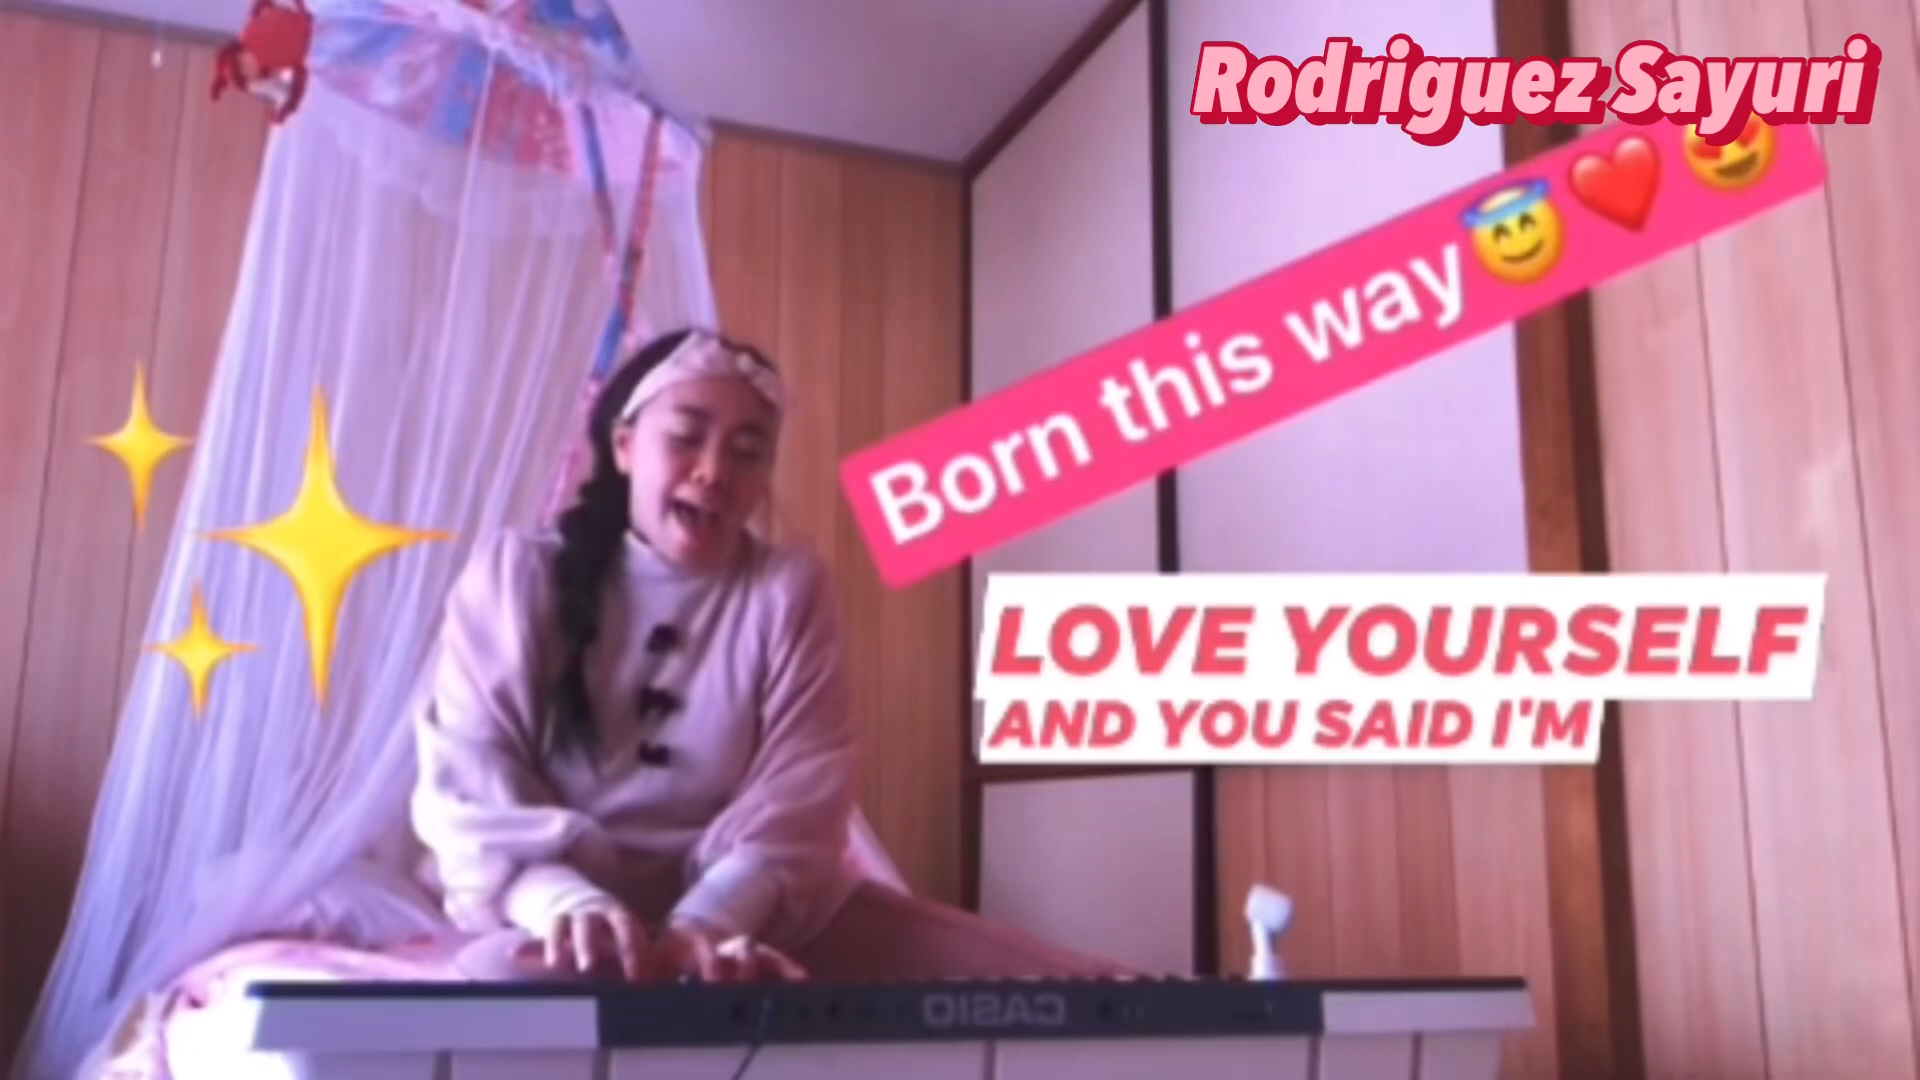 Rodriguez Sayuri
Born this way😇❤️😍
LOVE YOURSELF
AND YOU SAID I'M
CASIO